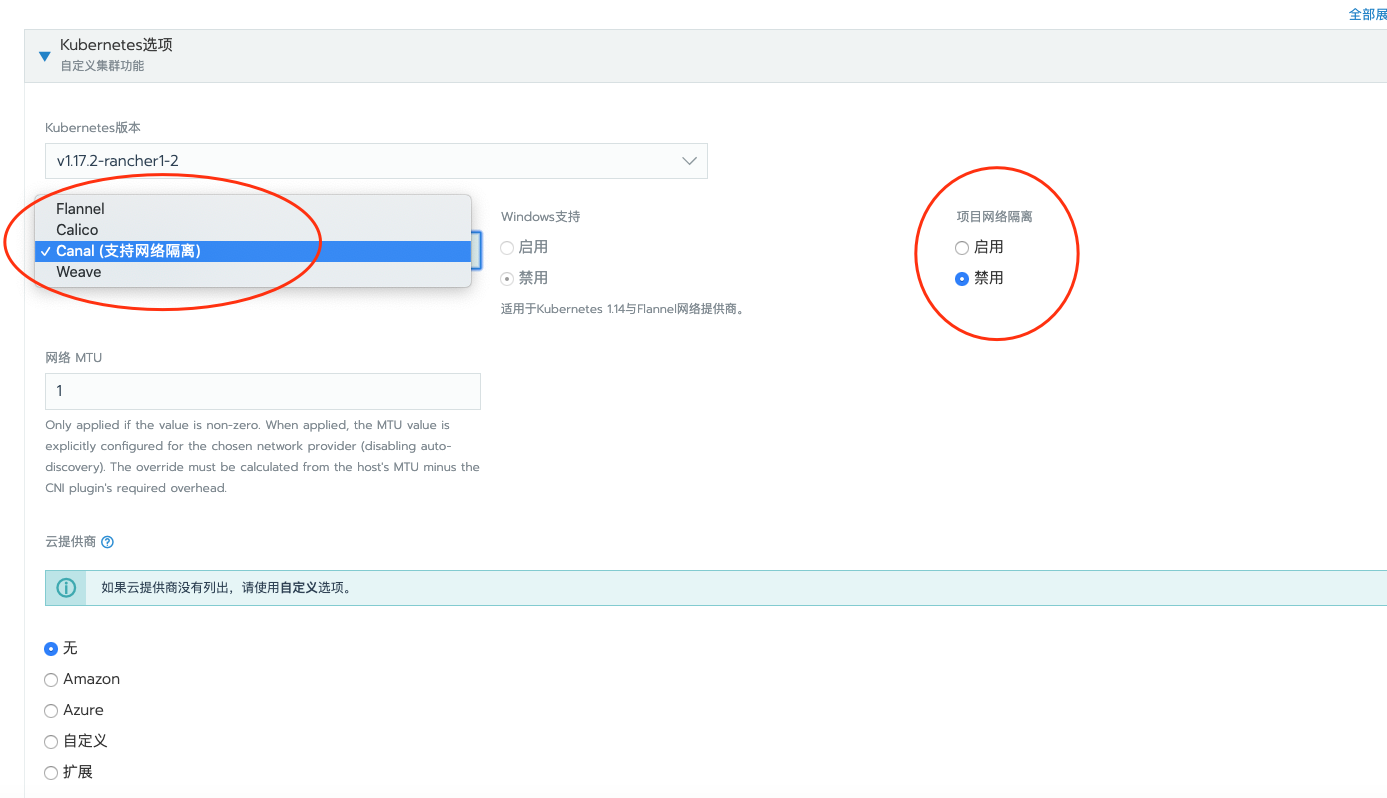 全部展
Kubernetes选项
自定义集群功能
Kubernetes版本
v1.17.2-rancher1-2
Flannel
Calico
✓ Canal (支持网络隔离)
Weave
Windows支持
启用
禁用
适用于Kubernetes 1.14与Flannel网络提供商。
项目网络隔离
启用
禁用
网络 MTU
1
Only applied if the value is non-zero. When applied, the MTU value is
explicitly configured for the chosen network provider (disabling auto-
discovery). The override must be calculated from the host's MTU minus the
CNI plugin's required overhead.
云提供商 ?
如果云提供商没有列出，请使用自定义选项。
无
Amazon
Azure
自定义
扩展